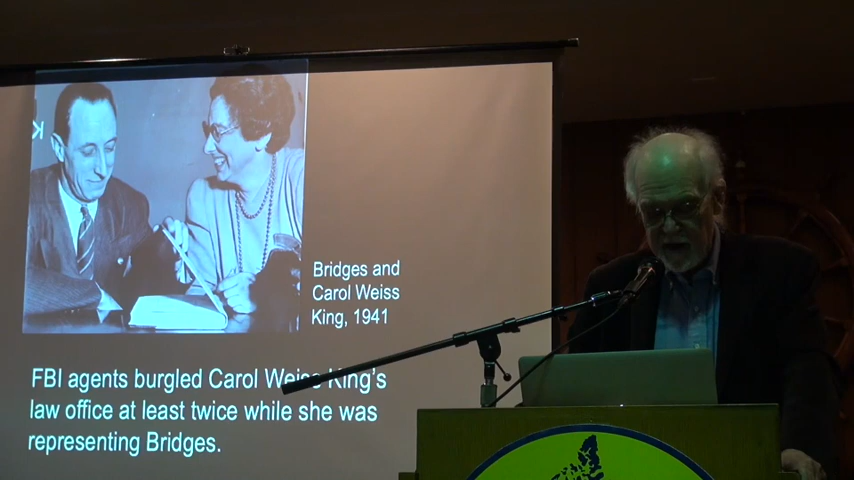 Bridges and
Carol Weiss
King, 1941
FBI agents burgled Carol Weiss King's
law office at least twice while she was
representing Bridges.